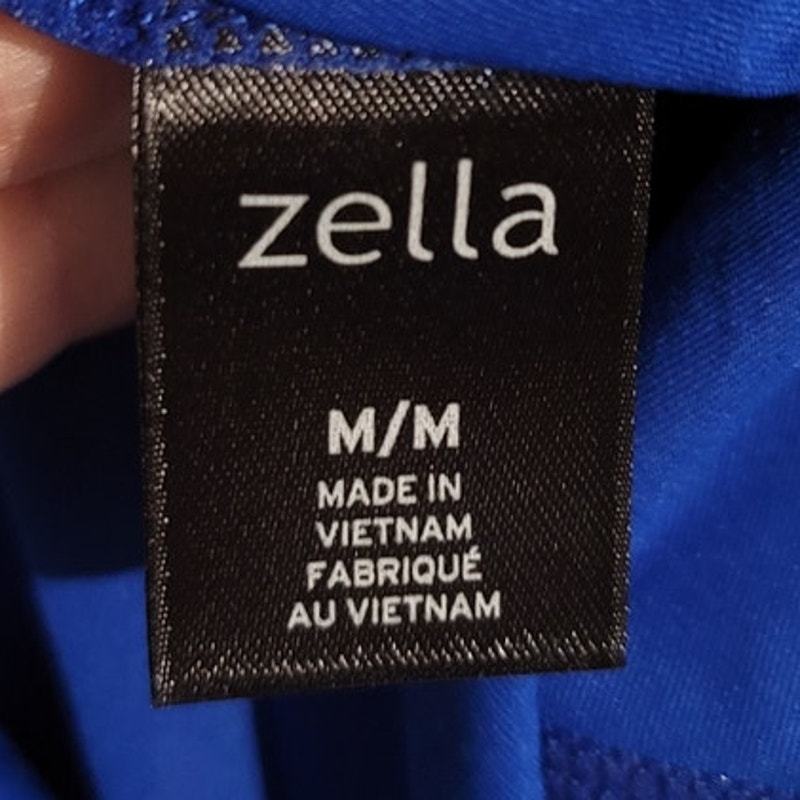 zella
M/M
MADE IN
VIETNAM
FABRIQUÉ
AU VIETNAM